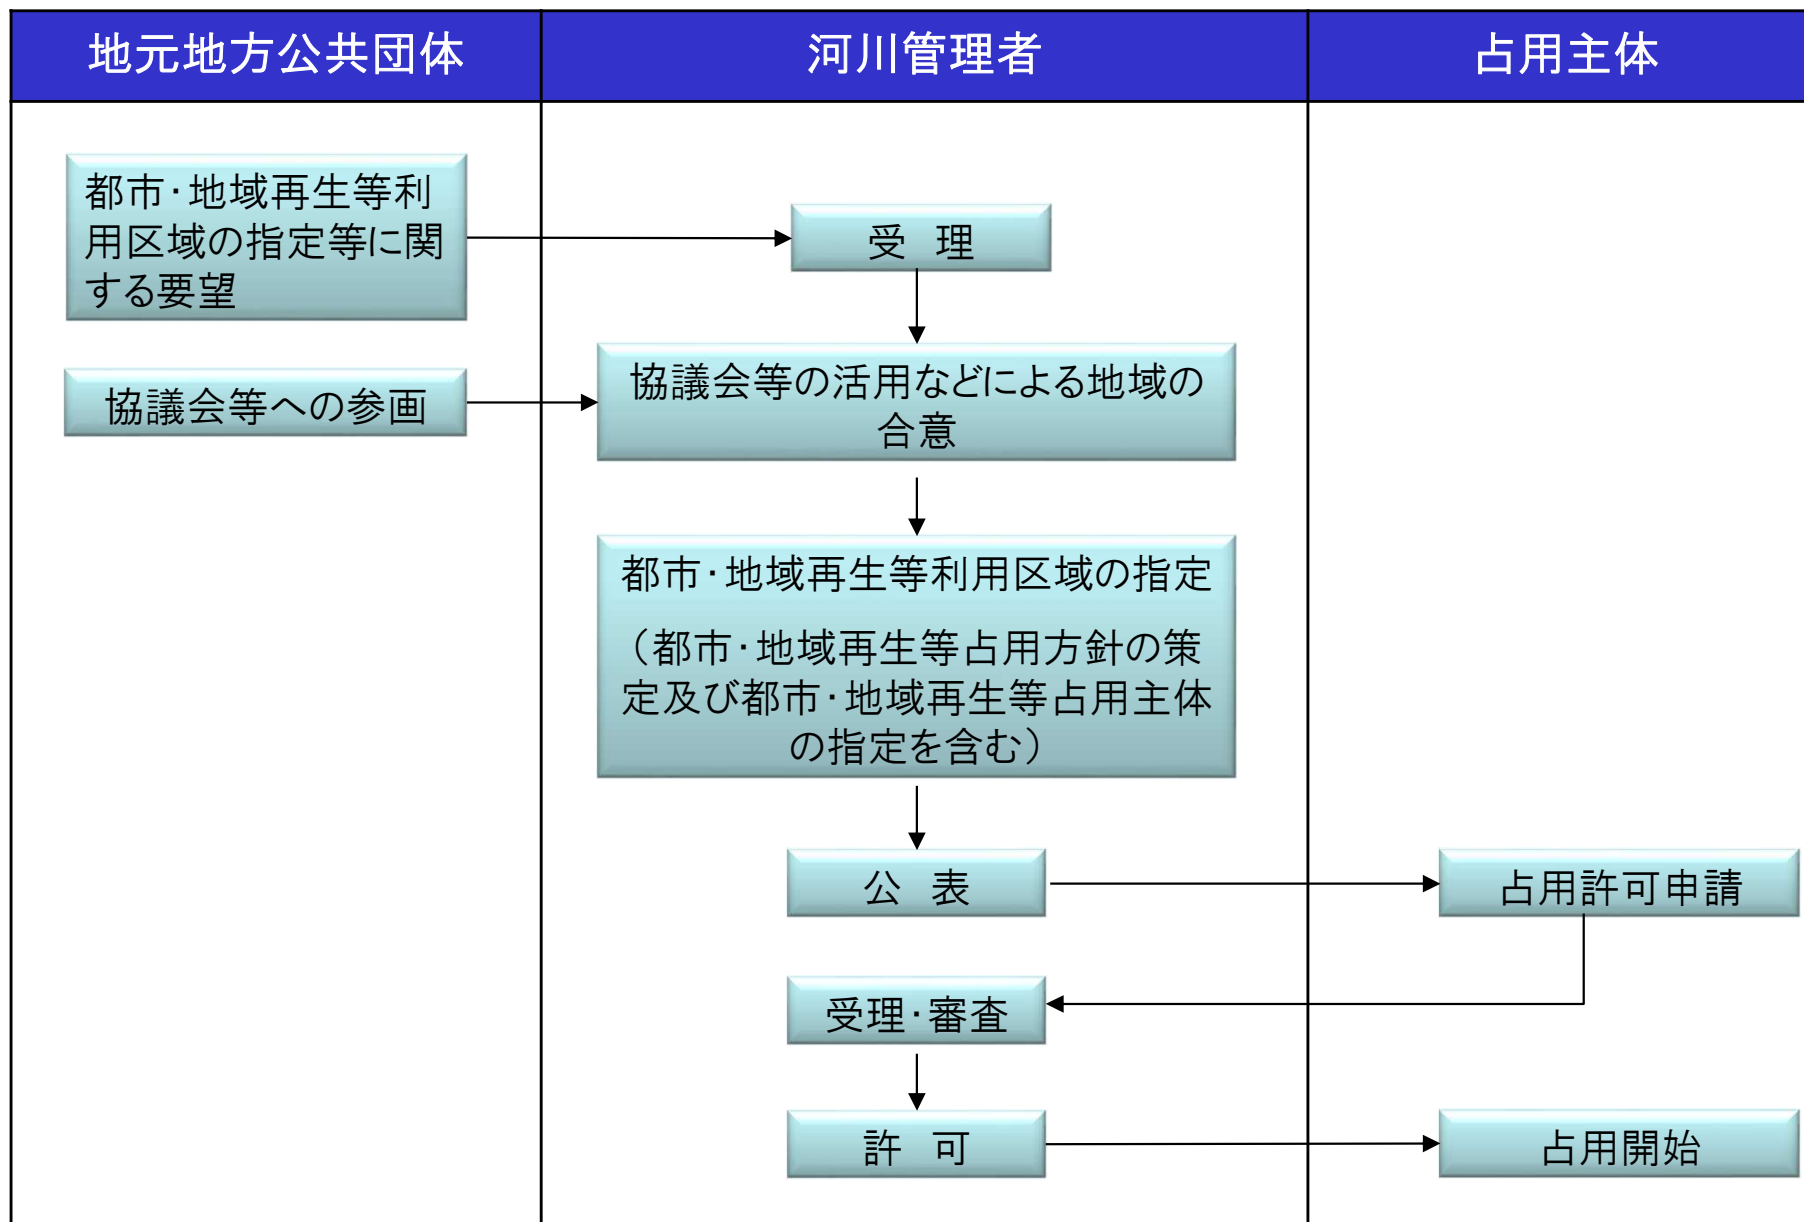 地元地方公共団体
河川管理者
占用主体
都市・地域再生等利
用区域の指定等に関
する要望
受　理
協議会等への参画
協議会等の活用などによる地域の
合意
都市・地域再生等利用区域の指定
（都市・地域再生等占用方針の策
定及び都市・地域再生等占用主体
の指定を含む）
公　表
占用許可申請
受理・審査
許　可
占用開始